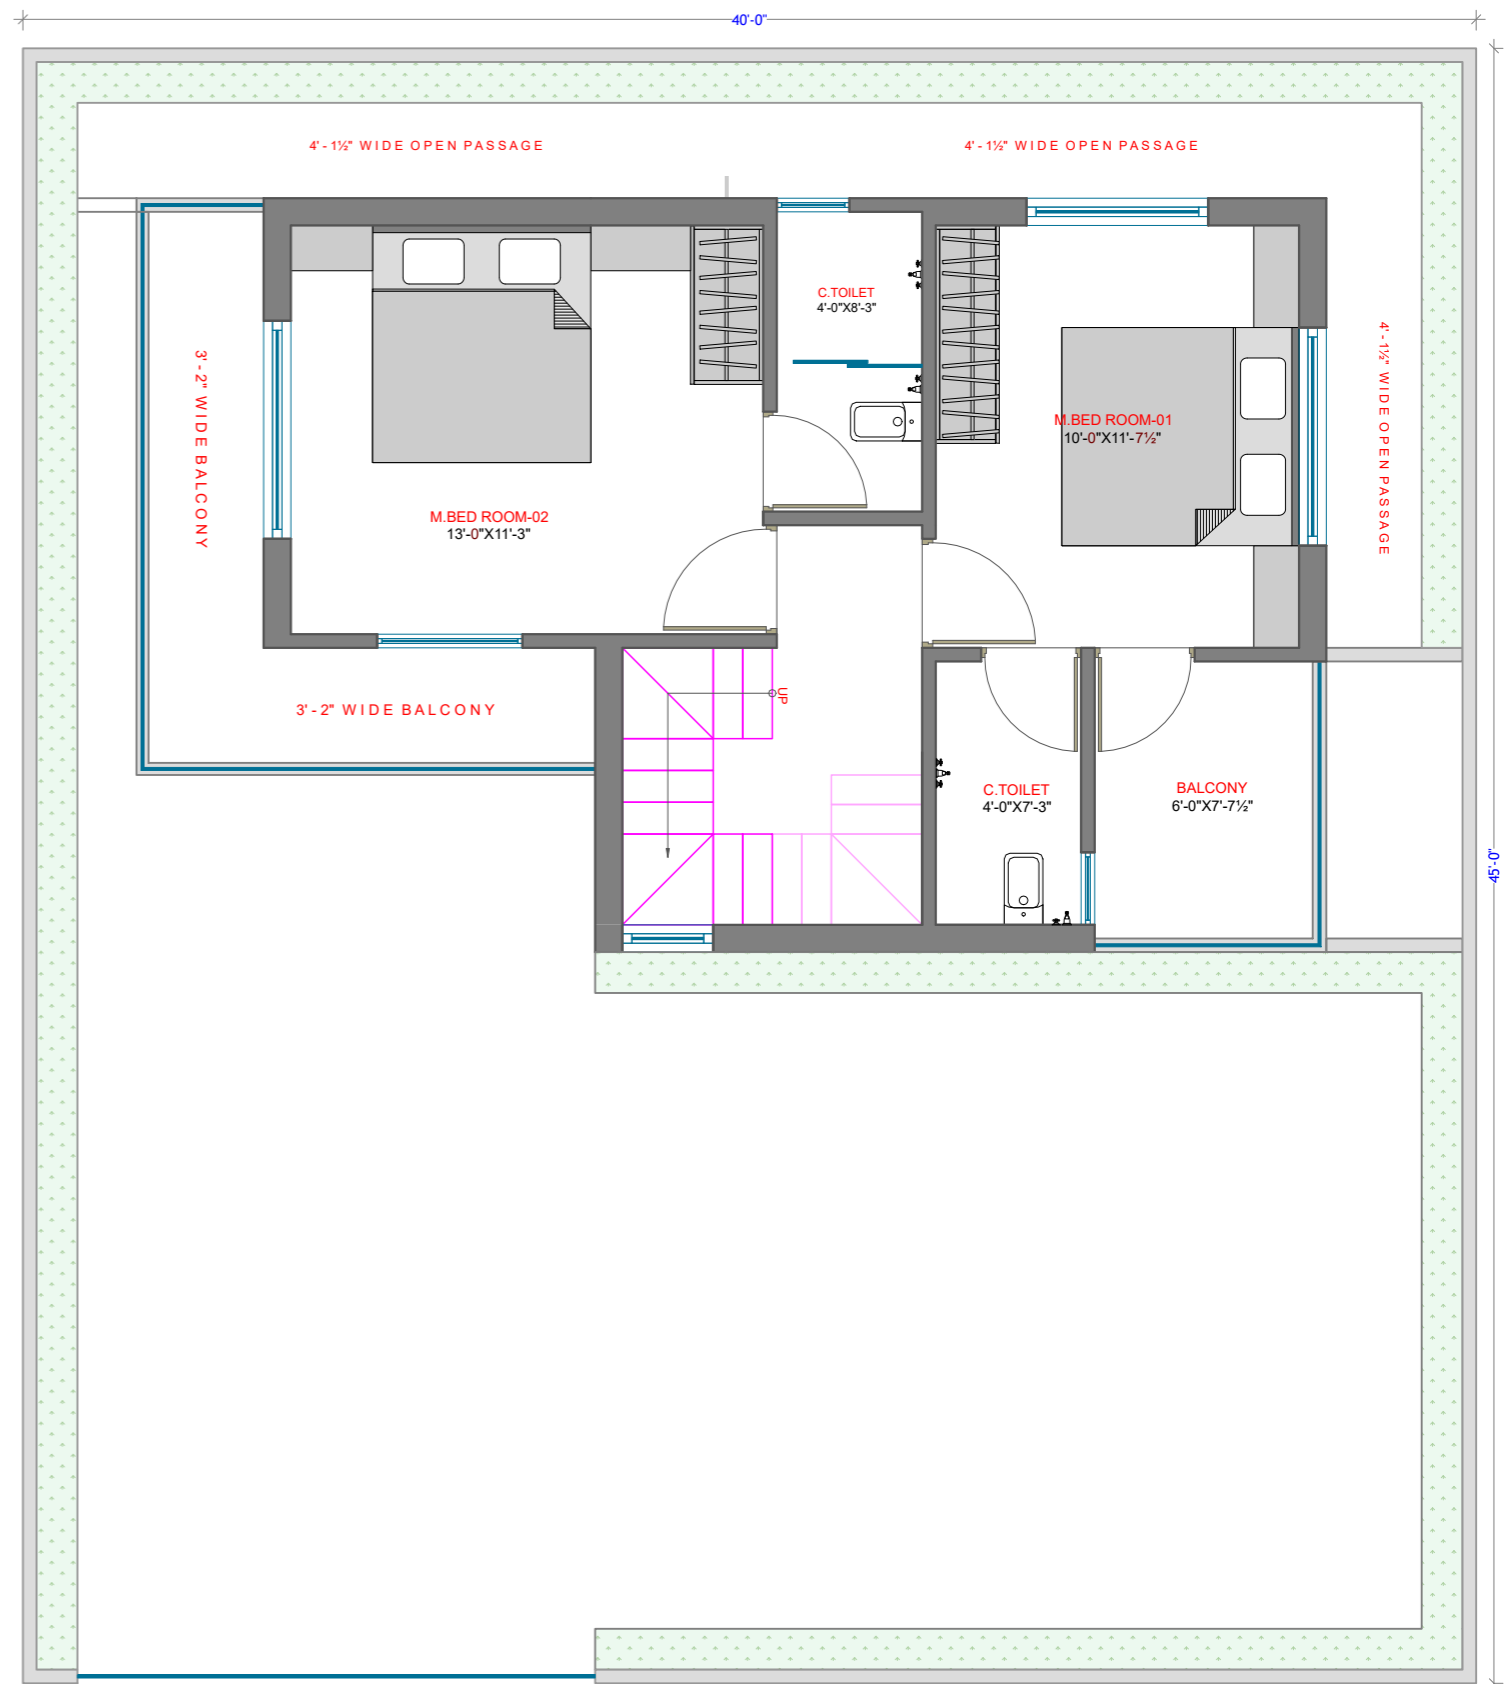 40'-0"
4' - 1½" WIDE OPEN PASSAGE
4' - 1½" WIDE OPEN PASSAGE
C.TOILET
4'-0"X8'-3"
3' - 2" WIDE BALCONY
4' - 1½" WIDE OPEN PASSAGE
M.BED ROOM-01
10'-0"X11'-7½"
M.BED ROOM-02
13'-0"X11'-3"
UP
3' - 2" WIDE BALCONY
C.TOILET
4'-0"X7'-3"
BALCONY
6'-0"X7'-7½"
45'-0"